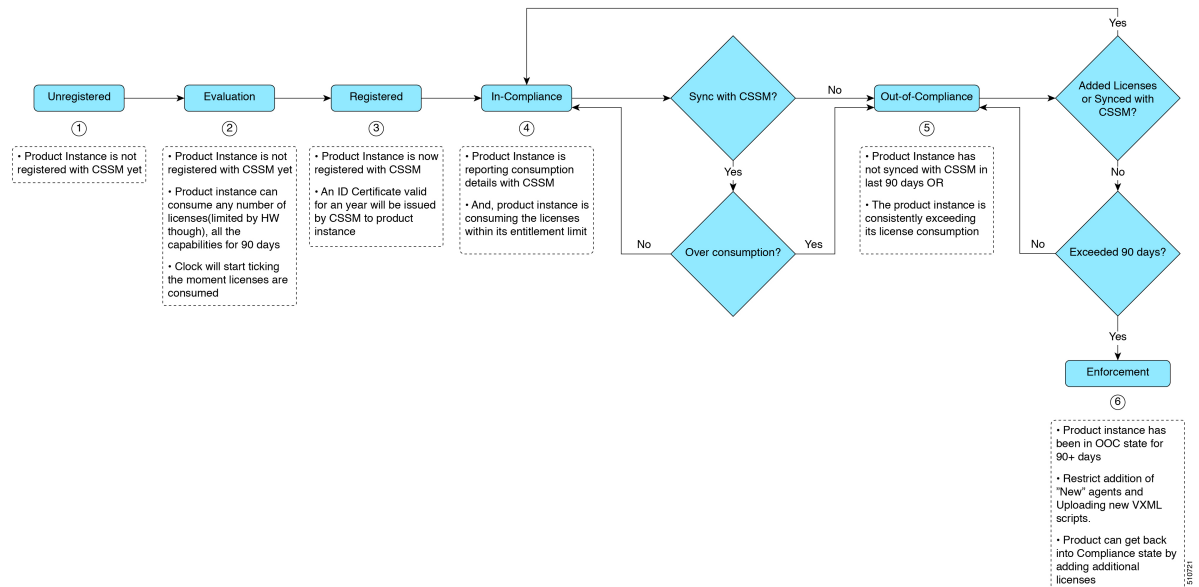 Yes
Unregistered
Evaluation
Registered
In-Compliance
Sync with CSSM?
No
Out-of-Compliance
Added Licenses
or Synced with
CSSM?
1
• Product Instance is not
registered with CSSM yet
2
• Product Instance is not
registered with CSSM yet
• Product instance can
consume any number of
licenses(limited by HW
though), all the
capabilities for 90 days
• Clock will start ticking
the moment licenses are
consumed
3
• Product Instance is now
registered with CSSM
• An ID Certificate valid
for an year will be issued
by CSSM to product
instance
4
• Product Instance is
reporting consumption
details with CSSM
• And, product instance is
consuming the licenses
within its entitlement limit
Yes
No
Over consumption?
Yes
5
• Product Instance has
not synced with CSSM in
last 90 days OR
• The product instance is
consistently exceeding
its license consumption
No
No
Exceeded 90 days?
Yes
Enforcement
6
• Product instance has
been in OOC state for
90+ days
• Restrict addition of
"New" agents and
Uploading new VXML
scripts.
• Product can get back
into Compliance state by
adding additional
licenses
510721